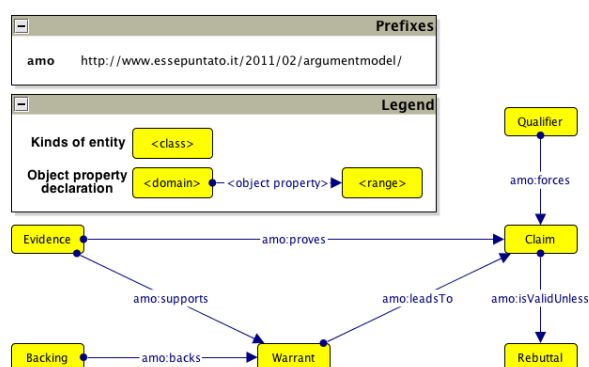 Prefixes
amo http://www.essepuntato.it/2011/02/argumentmodel/
Legend
Kinds of entity <class>
Object property
declaration
<domain> <object property> <range>
Qualifier
amo:forces
Evidence amo:proves Claim
amo:supports amo:leadsTo amo:isValidUnless
Backing amo:backs Warrant Rebuttal